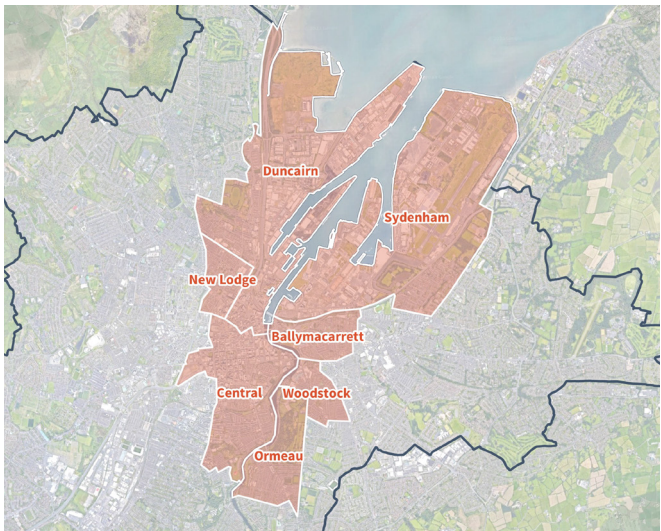 Duncairn
Sydenham
New Lodge
Ballymacarrett
Central
Woodstock
Ormeau